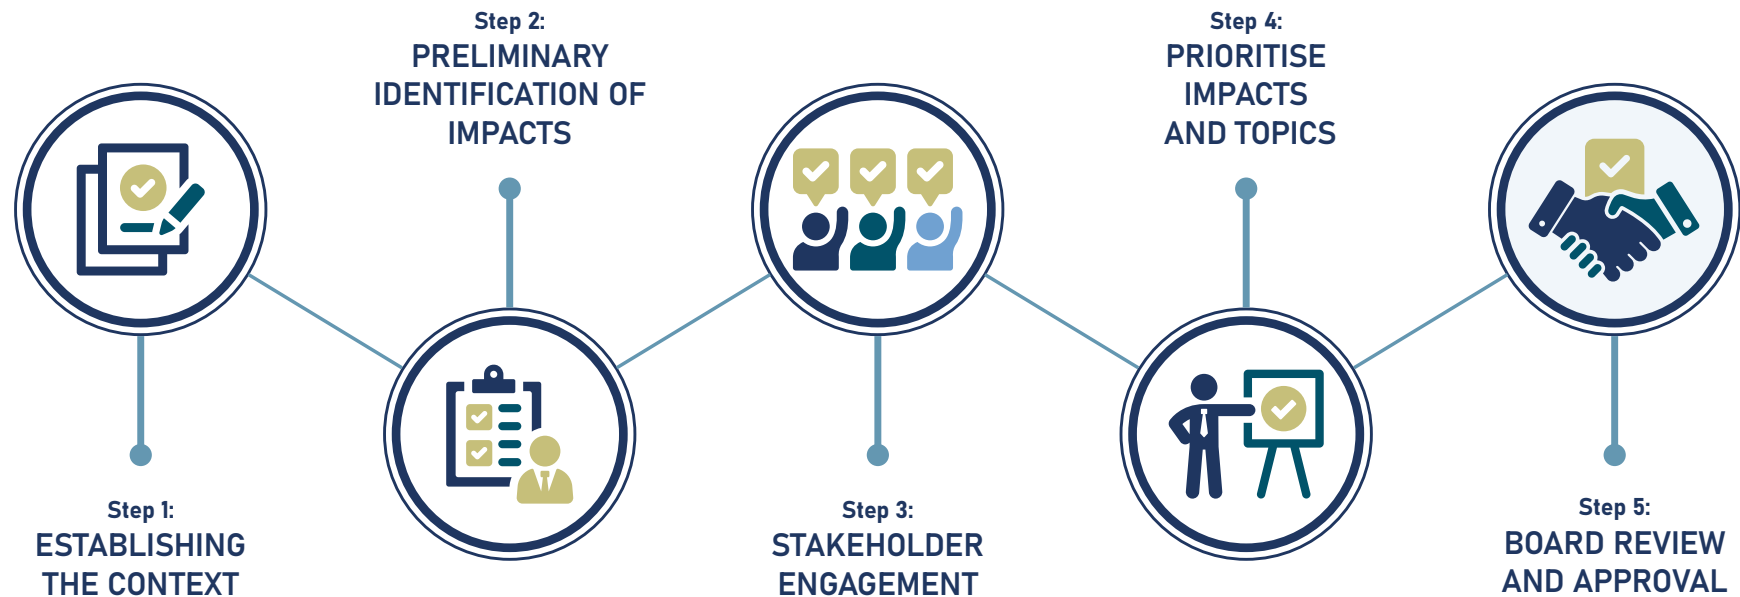 Step 1:
ESTABLISHING
THE CONTEXT
Step 2:
PRELIMINARY
IDENTIFICATION OF
IMPACTS
Step 3:
STAKEHOLDER
ENGAGEMENT
Step 4:
PRIORITISE
IMPACTS
AND TOPICS
Step 5:
BOARD REVIEW
AND APPROVAL